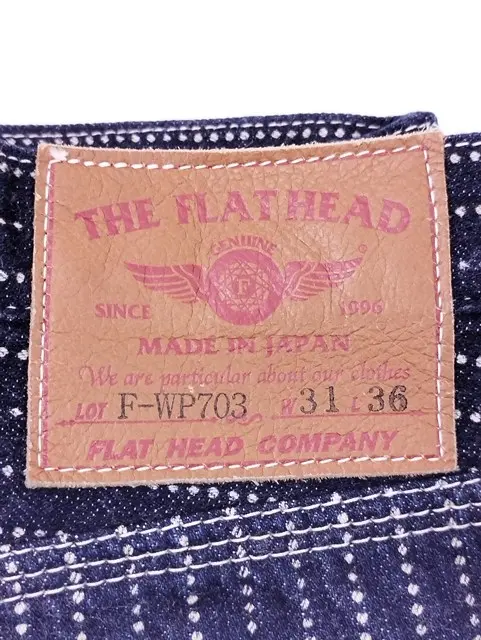 THE FLAT HEAD
GENUINE
F
®
SINCE 1996
MADE IN JAPAN
We are particular about our clothes
LOT F-WP703 W 31 L 36
FLAT HEAD COMPANY